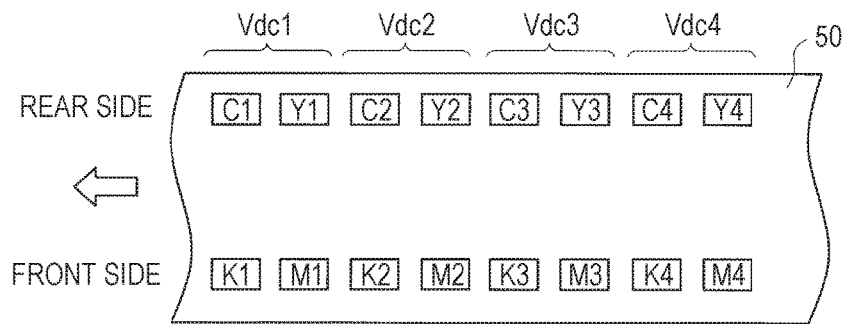 Vdc1 Vdc2 Vdc3 Vdc4
50
REAR SIDE C1 Y1 C2 Y2 C3 Y3 C4 Y4
FRONT SIDE K1 M1 K2 M2 K3 M3 K4 M4